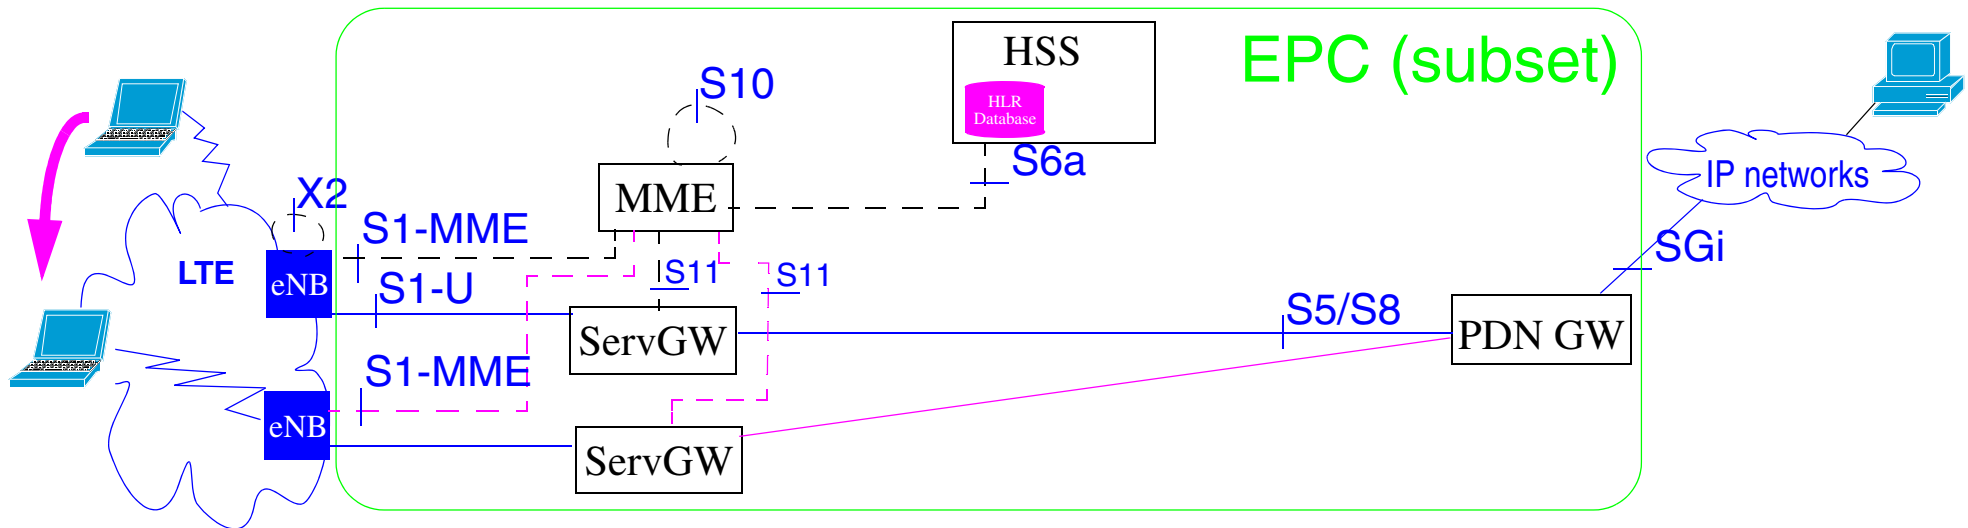 EPC (subset)
HSS
HLR
Database
S10
S6a
MME
X2
S1-MME
LTE
eNB
S1-U
S11
S11
ServGW
S5/S8
PDN GW
SGi
IP networks
S1-MME
eNB
ServGW